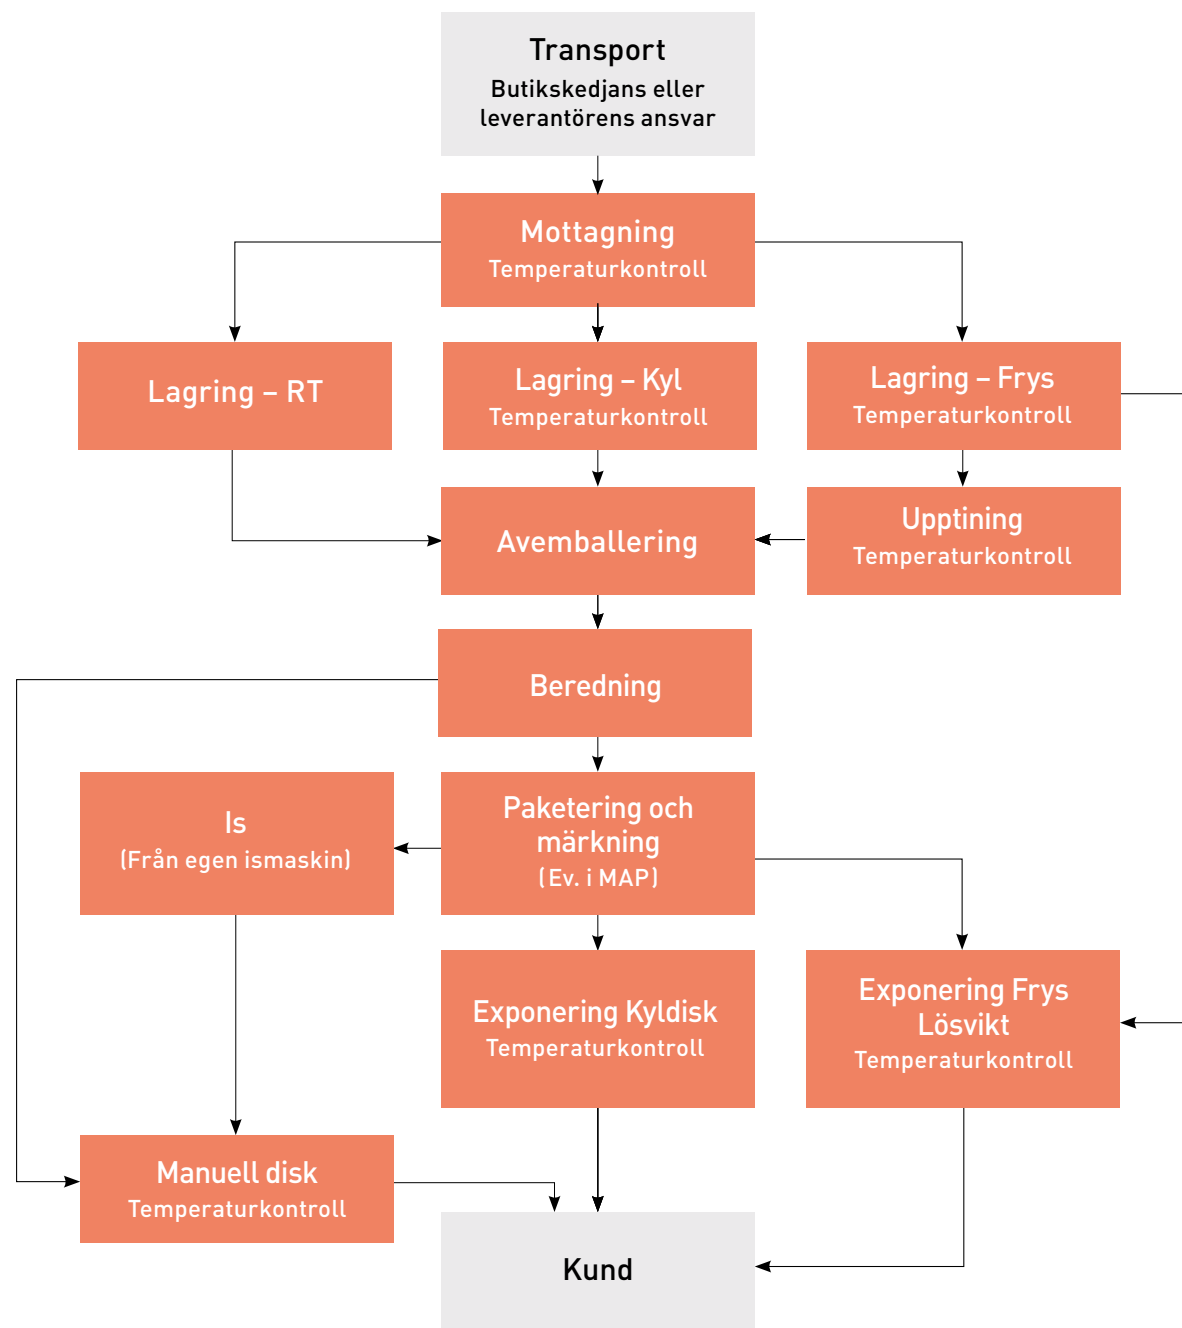 Transport
Butikskedjans eller
leverantörens ansvar
Mottagning
Temperaturkontroll
Lagring – RT
Lagring – Kyl
Temperaturkontroll
Lagring – Frys
Temperaturkontroll
Avemballering
Upptining
Temperaturkontroll
Beredning
Is
(Från egen ismaskin)
Paketering och
märkning
(Ev. i MAP)
Exponering Kyldisk
Temperaturkontroll
Exponering Frys
Lösvikt
Temperaturkontroll
Manuell disk
Temperaturkontroll
Kund